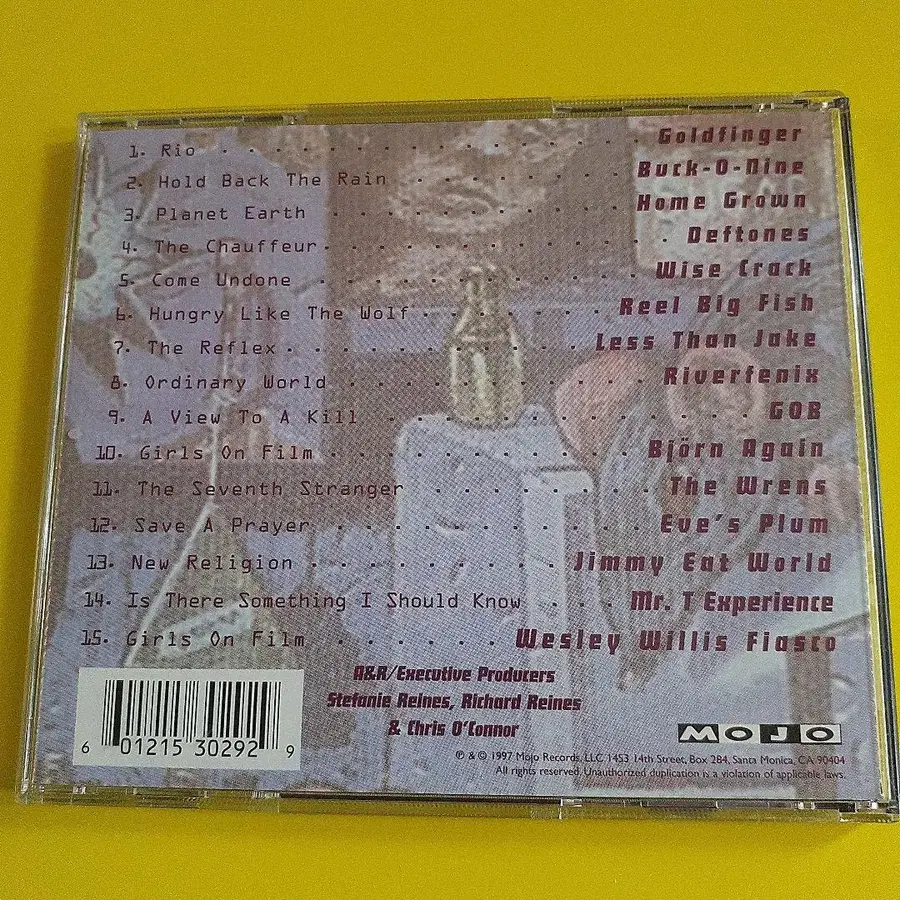 1. Rio . . . . . . . . . . . . . . Goldfinger
2. Hold Back The Rain . . . . . . . . Buck-O-Nine
3. Planet Earth . . . . . . . . . . Home Grown
4. The Chauffeur. . . . . . . . . . . . Deftones
5. Come Undone . . . . . . . . . . . Wise Crack
6. Hungry Like The Wolf. . . . . . . Reel Big Fish
7. The Reflex. . . . . . . . . . . Less Than Jake
8. Ordinary World . . . . . . . . . . Riverfenix
9. A View To A Kill . . . . . . . . . . . . GOB
10. Girls On Film . . . . . . . . . . Björn Again
11. The Seventh Stranger . . . . . . . . The Wrens
12. Save A Prayer . . . . . . . . . . . Eve's Plum
13. New Religion . . . . . . . . . Jimmy Eat World
14. Is There Something I Should Know . . . Mr. T Experience
15. Girls On Film . . . . . . Wesley Willis Fiasco
A&R/Executive Producers
Stefanie Reines, Richard Reines
& Chris O'Connor
MOJO
6 01215 30292 9
℗ & © 1997 Mojo Records, LLC 1453 14th Street, Box 284, Santa Monica, CA 90404
All rights reserved. Unauthorized duplication is a violation of applicable laws.